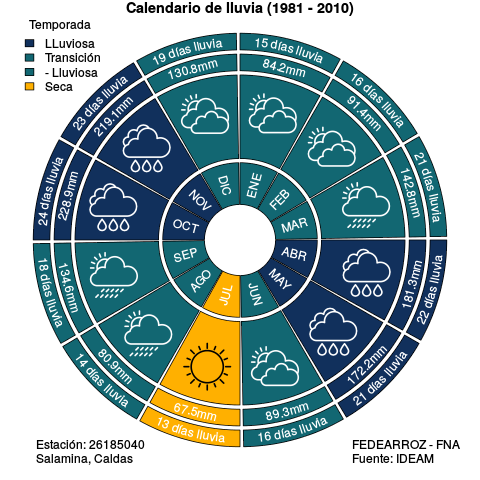 Calendario de lluvia (1981 - 2010)
Temporada
LLuviosa
Transición
- Lluviosa
Seca
15 días lluvia
84.2mm
ENE
16 días lluvia
91.4mm
FEB
21 días lluvia
142.8mm
MAR
22 días lluvia
181.3mm
ABR
21 días lluvia
172.2mm
MAY
16 días lluvia
89.3mm
JUN
13 días lluvia
67.5mm
JUL
14 días lluvia
80.9mm
AGO
18 días lluvia
134.6mm
SEP
24 días lluvia
228.9mm
OCT
23 días lluvia
219.1mm
NOV
19 días lluvia
130.8mm
DIC
Estación: 26185040
Salamina, Caldas
FEDEARROZ - FNA
Fuente: IDEAM